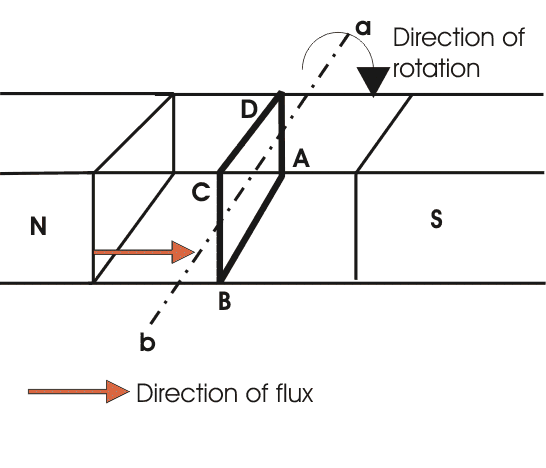 a
Direction of
rotation
D
A
C
N
S
B
b
Direction of flux